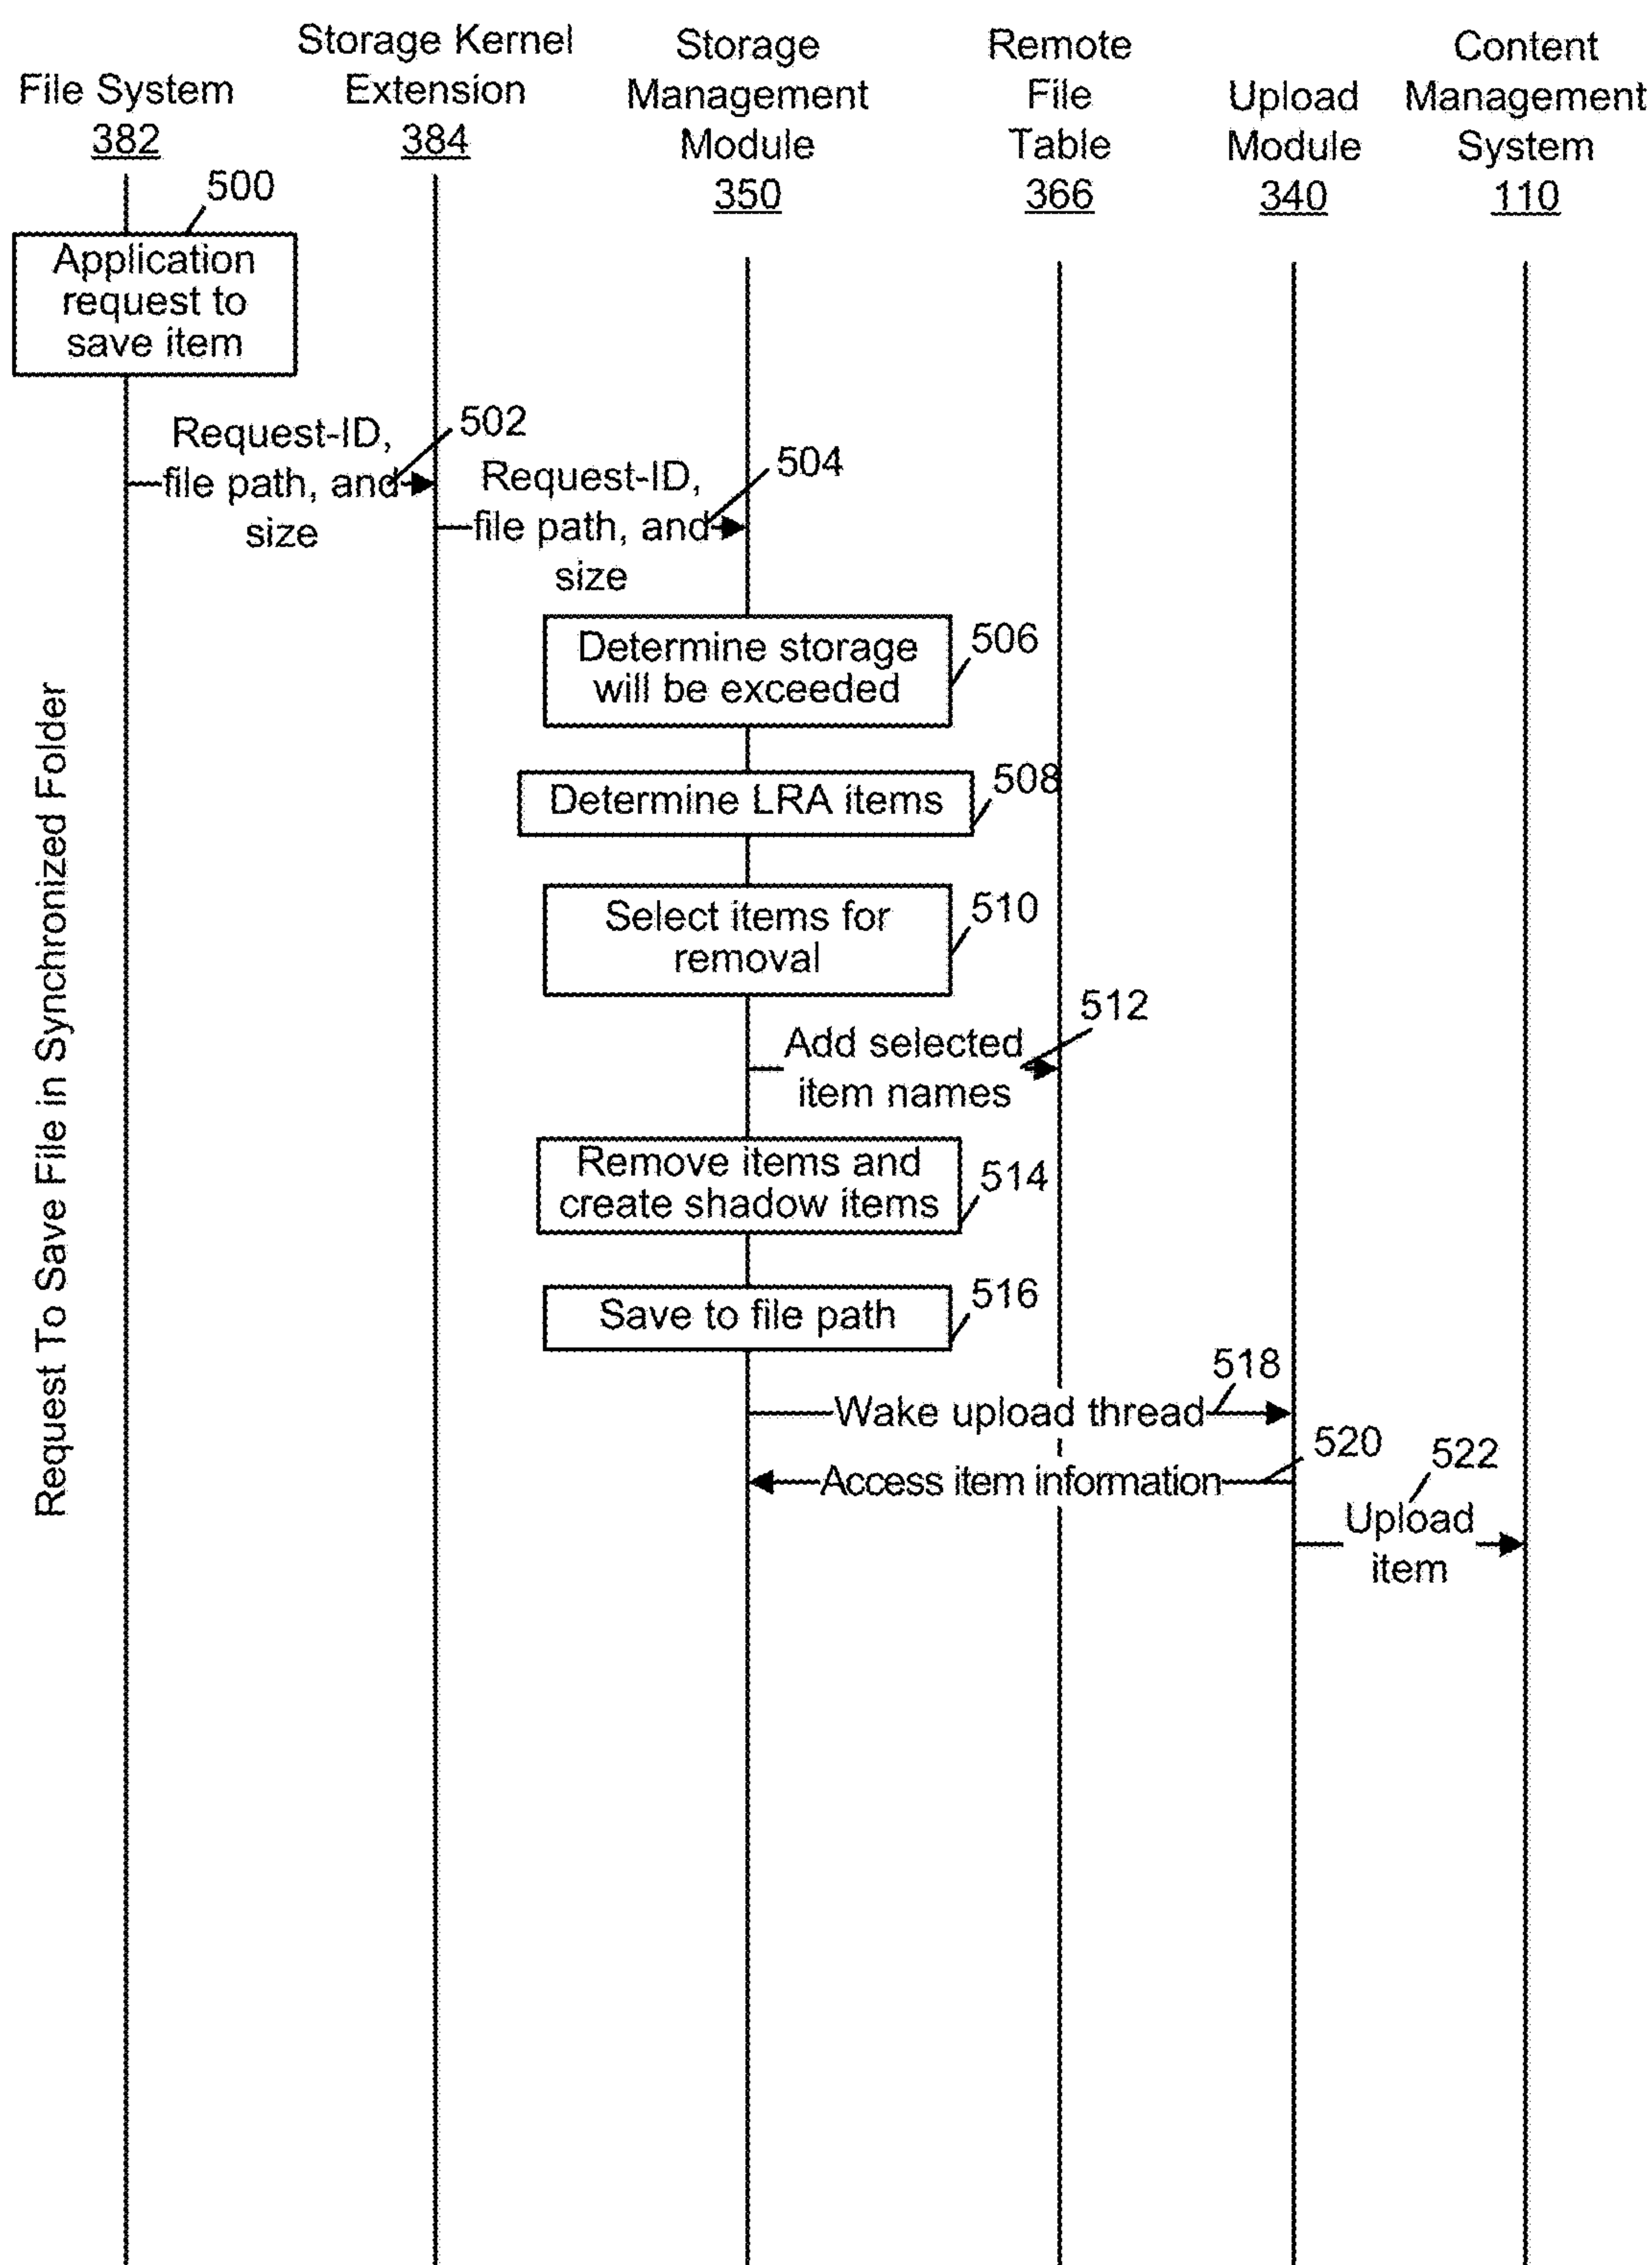 File System
382
Storage Kernel
Extension
384
Storage
Management
Module
350
Remote
File
Table
366
Upload
Module
340
Content
Management
System
110
500
Application
request to
save item
Request-ID,
file path, and
size
502
Request-ID,
file path, and
size
504
Determine storage
will be exceeded
506
Determine LRA items
508
Select items for
removal
510
Add selected
item names
512
Remove items and
create shadow items
514
Save to file path
516
Wake upload thread
518
Access item information
520
Upload
item
522
Request To Save File in Synchronized Folder